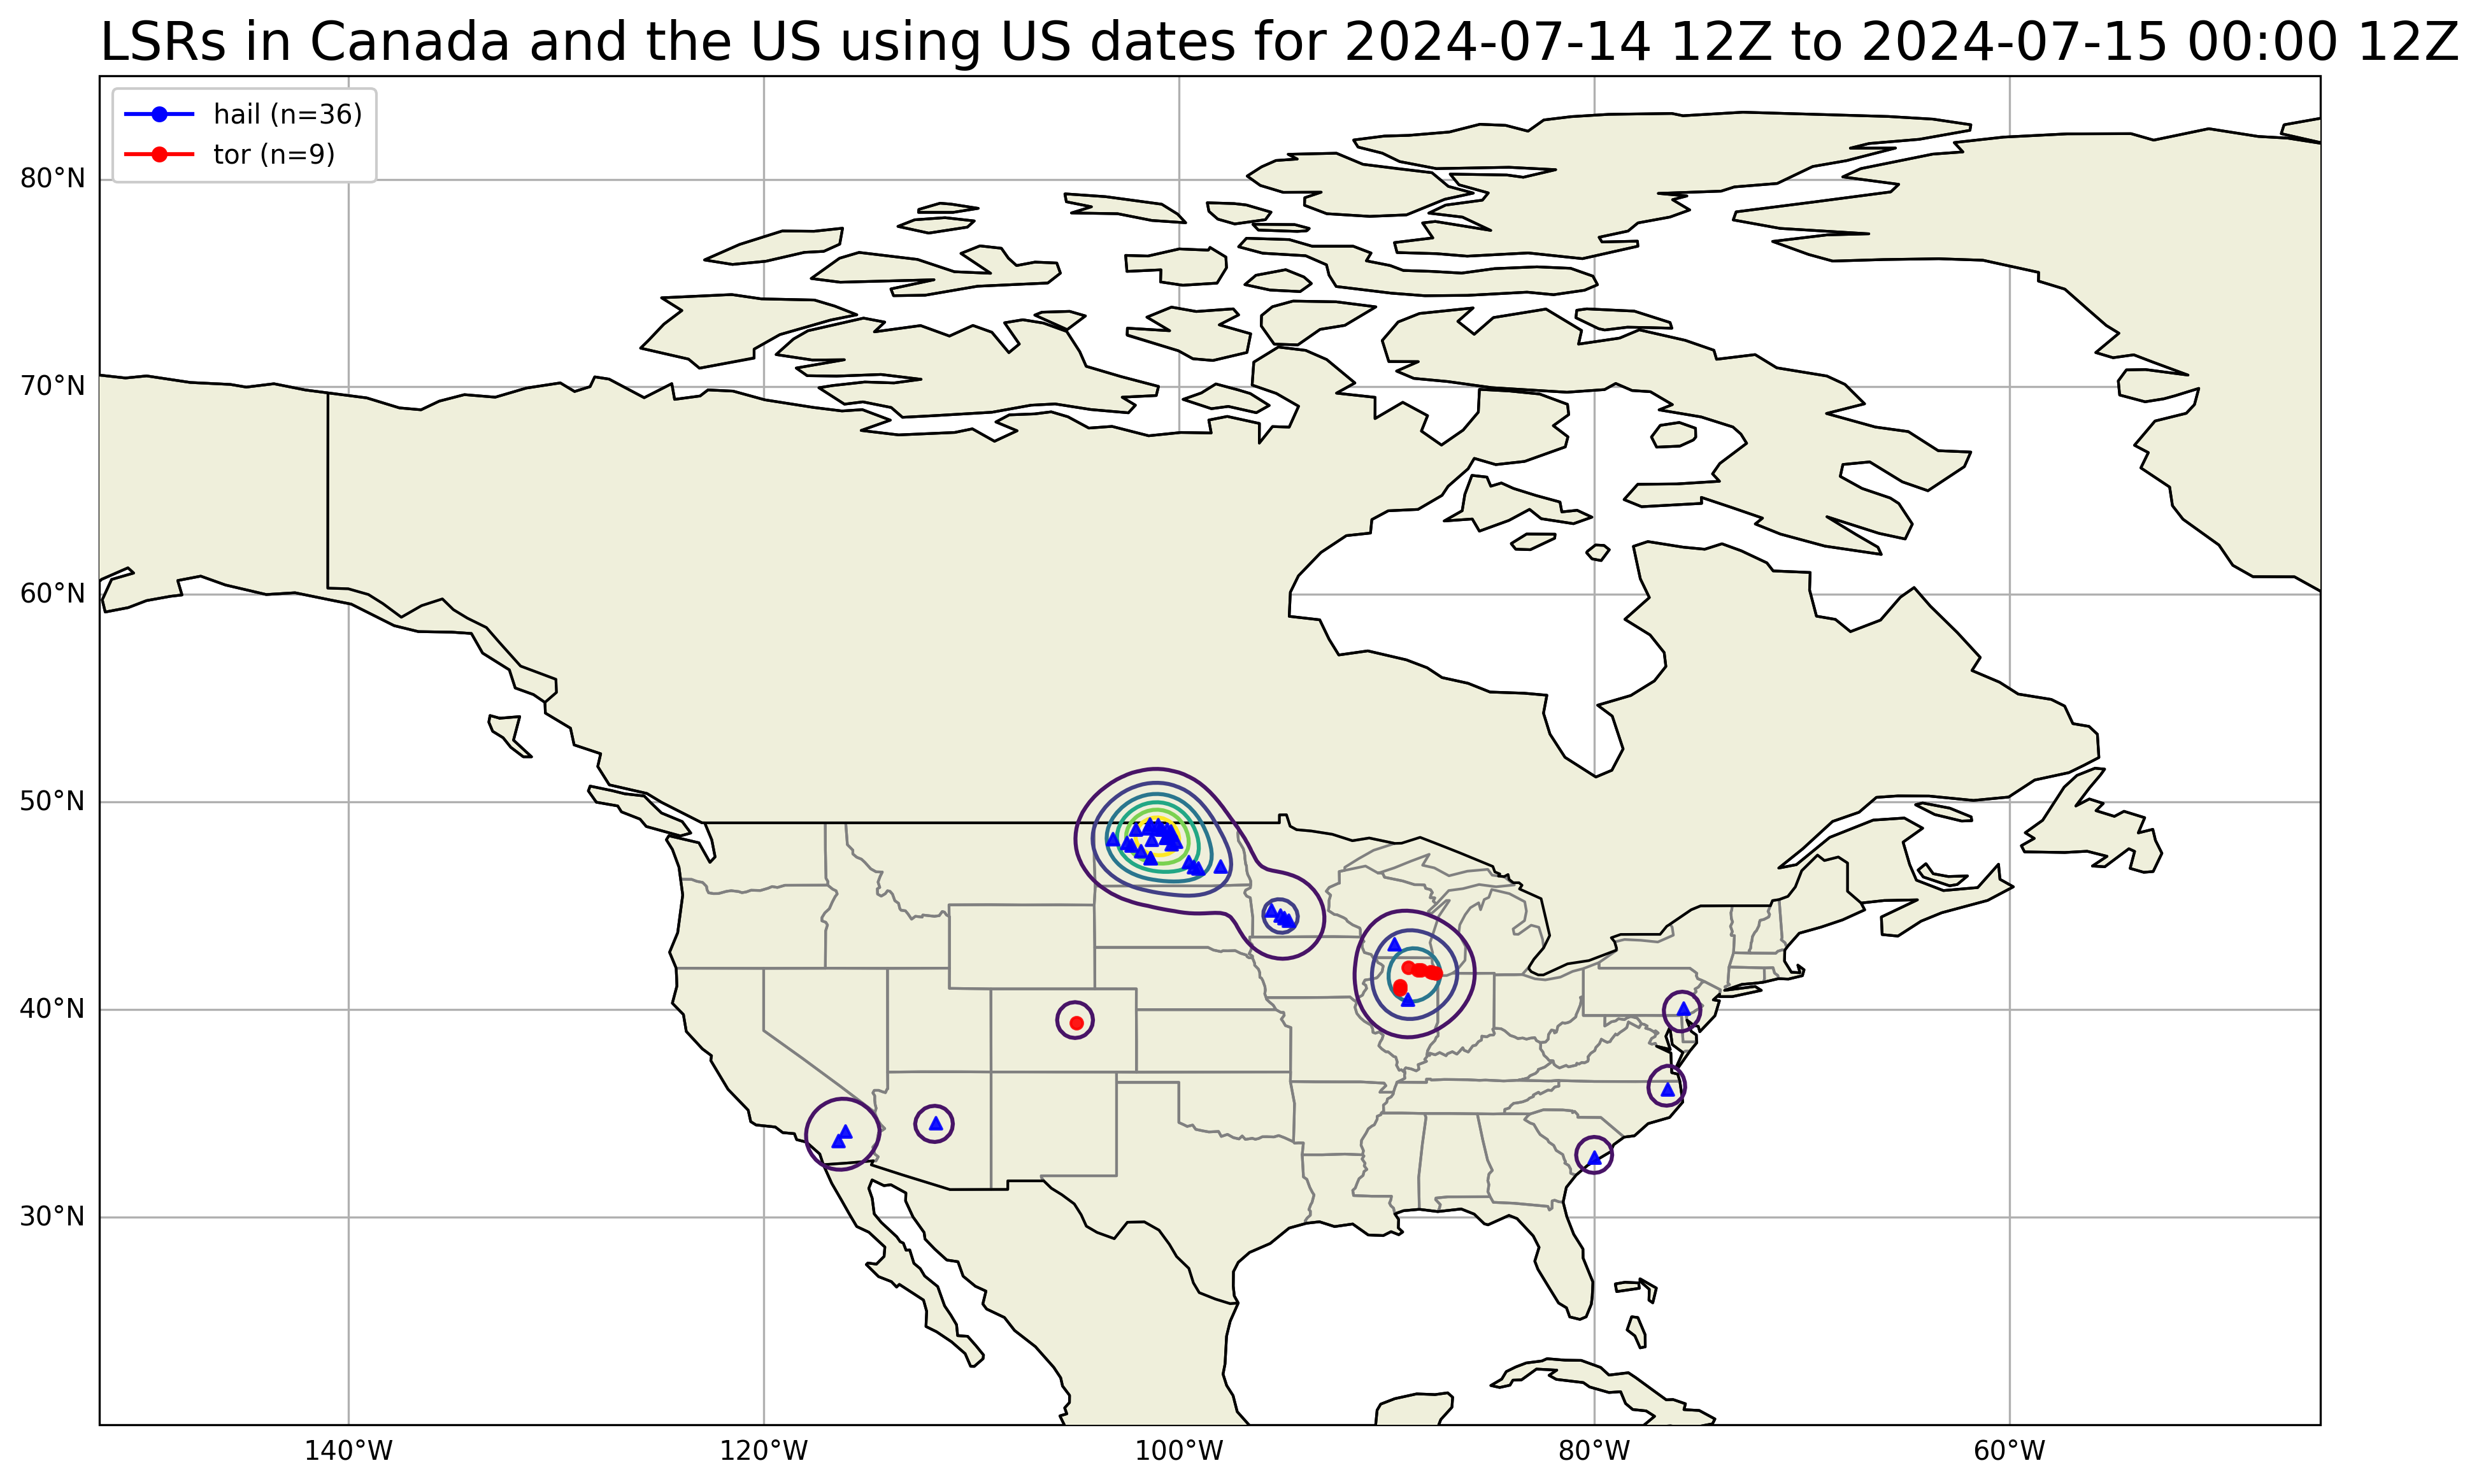 LSRs in Canada and the US using US dates for 2024-07-14 12Z to 2024-07-15 00:00 12Z
hail (n=36)
tor (n=9)
80°N
70°N
60°N
50°N
40°N
30°N
140°W
120°W
100°W
80°W
60°W